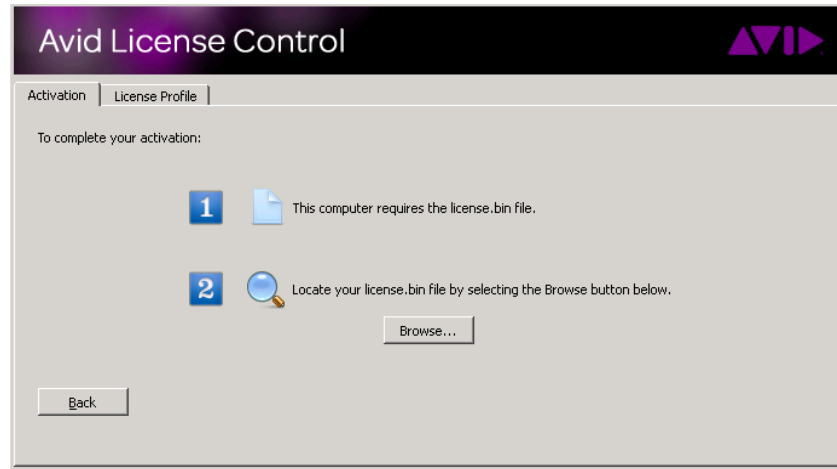 Avid License Control
AVID
Activation
License Profile
To complete your activation:
1
This computer requires the license.bin file.
2
Locate your license.bin file by selecting the Browse button below.
Browse...
Back